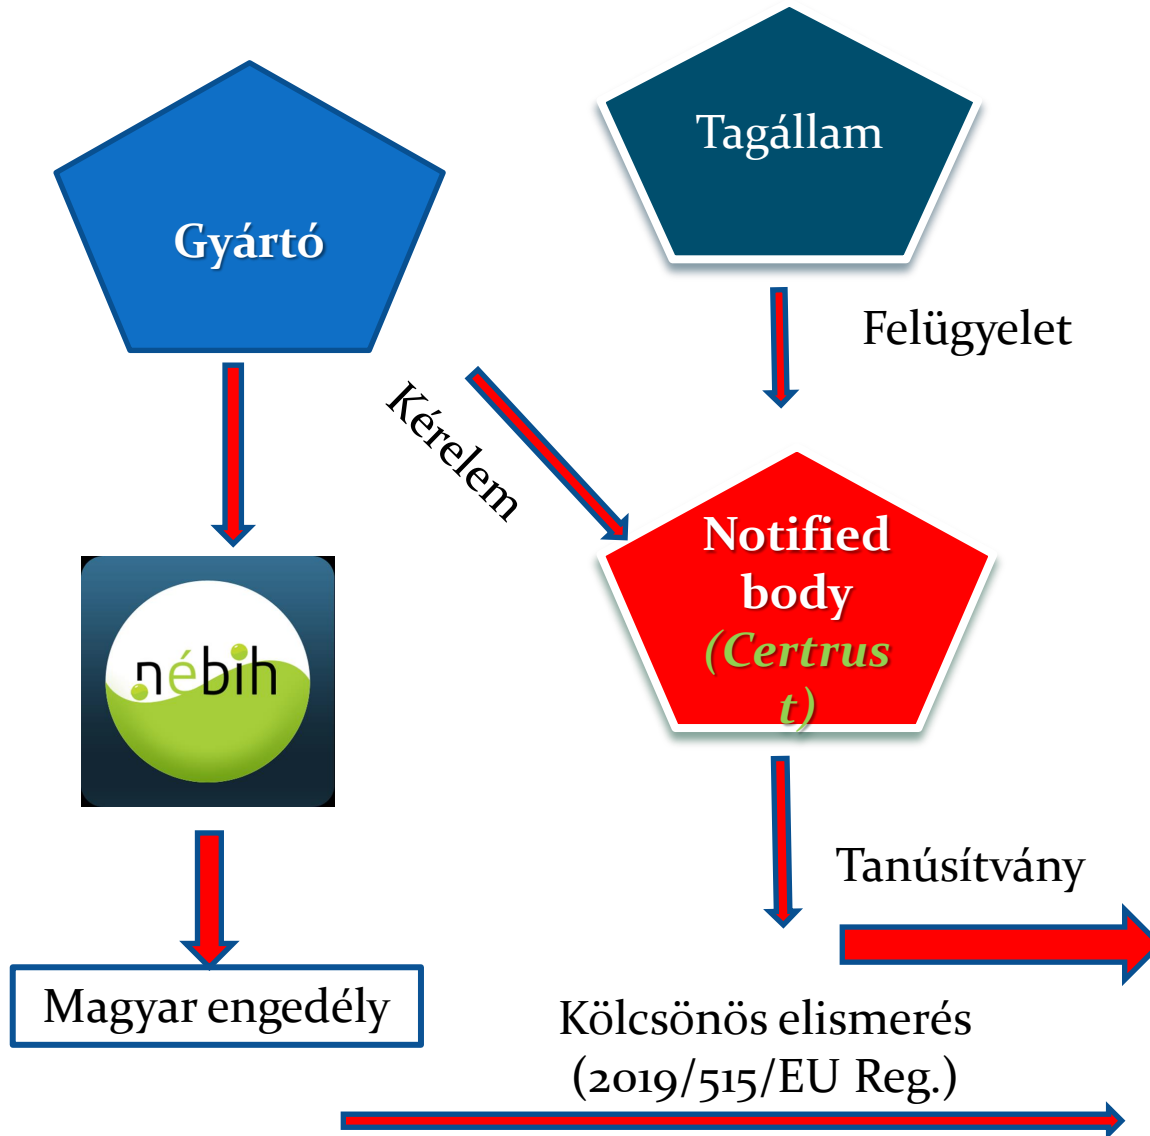 Tagállam
Gyártó
Felügyelet
Kérelem
Notified
body
(Certrus
t)
nébih
Tanúsítvány
Magyar engedély
Kölcsönös elismerés
(2019/515/EU Reg.)